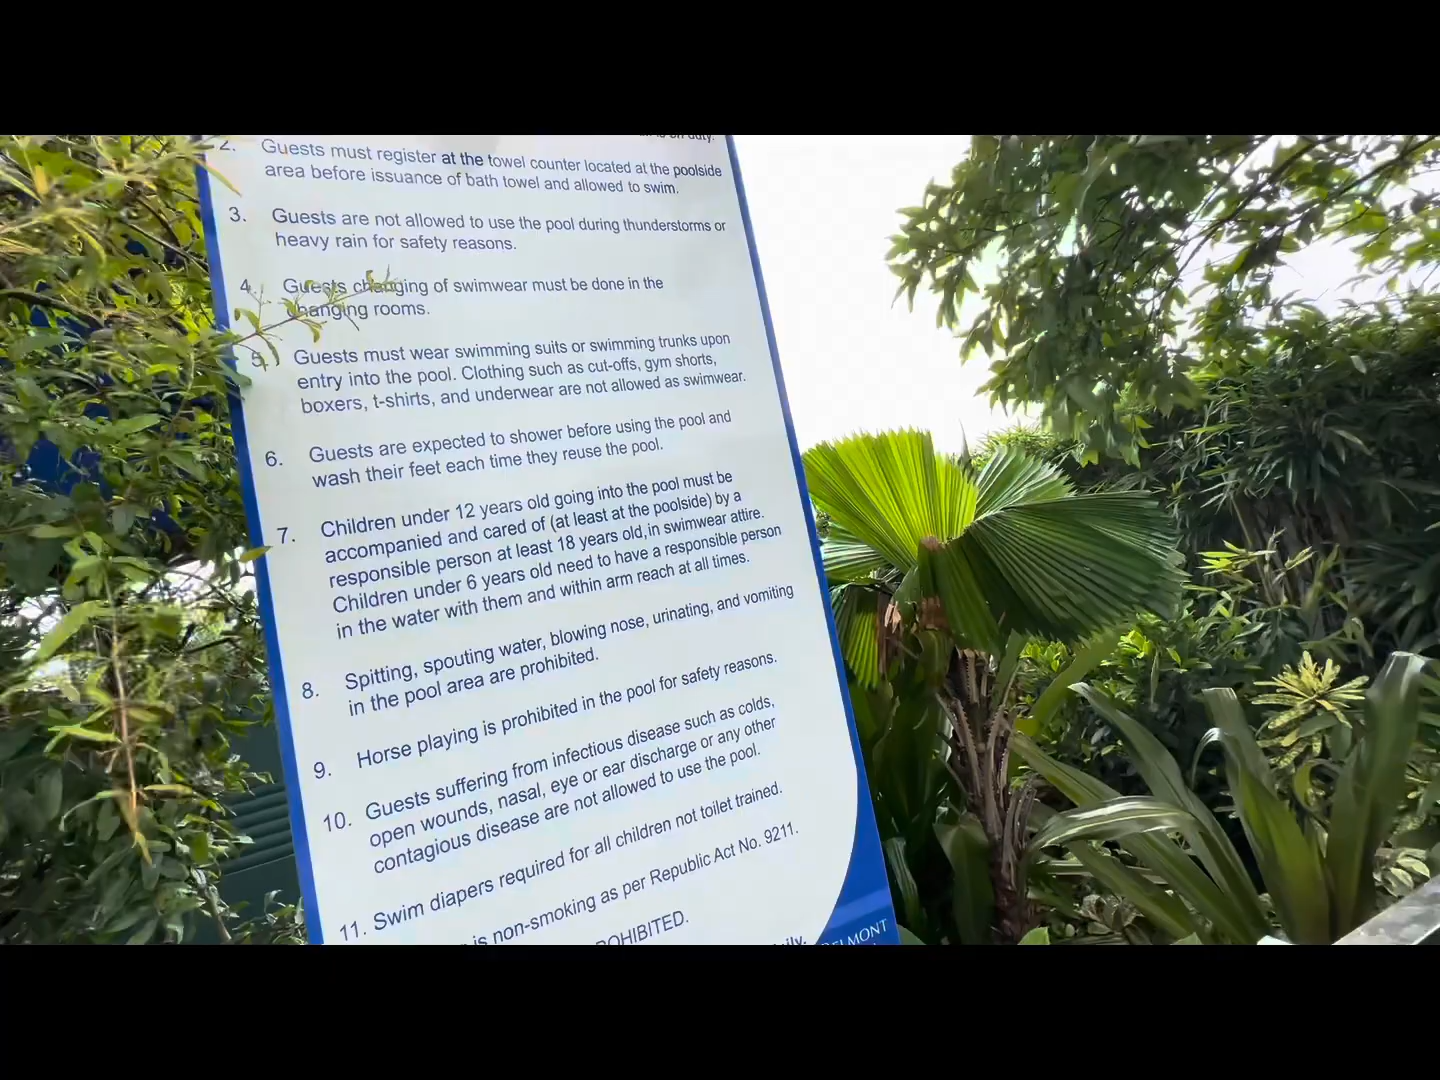 is on duty.
2. Guests must register at the towel counter located at the poolside
area before issuance of bath towel and allowed to swim.
3. Guests are not allowed to use the pool during thunderstorms or
heavy rain for safety reasons.
4. Guests changing of swimwear must be done in the
changing rooms.
5. Guests must wear swimming suits or swimming trunks upon
entry into the pool. Clothing such as cut-offs, gym shorts,
boxers, t-shirts, and underwear are not allowed as swimwear.
6. Guests are expected to shower before using the pool and
wash their feet each time they reuse the pool.
7. Children under 12 years old going into the pool must be
accompanied and cared of (at least at the poolside) by a
responsible person at least 18 years old,in swimwear attire.
Children under 6 years old need to have a responsible person
in the water with them and within arm reach at all times.
8. Spitting, spouting water, blowing nose, urinating, and vomiting
in the pool area are prohibited.
9. Horse playing is prohibited in the pool for safety reasons.
10. Guests suffering from infectious disease such as colds,
open wounds, nasal, eye or ear discharge or any other
contagious disease are not allowed to use the pool.
11. Swim diapers required for all children not toilet trained.
is non-smoking as per Republic Act No. 9211.